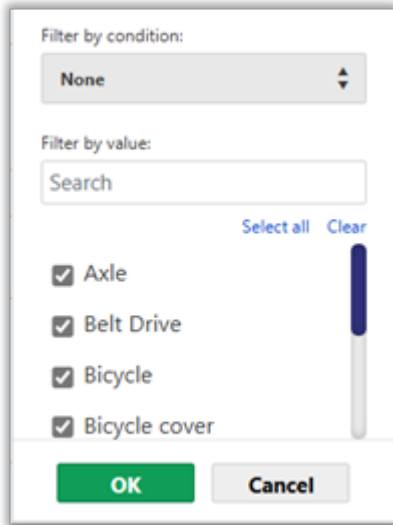 Filter by condition:
None
Filter by value:
Search
Select all Clear
Axle
Belt Drive
Bicycle
Bicycle cover
OK Cancel